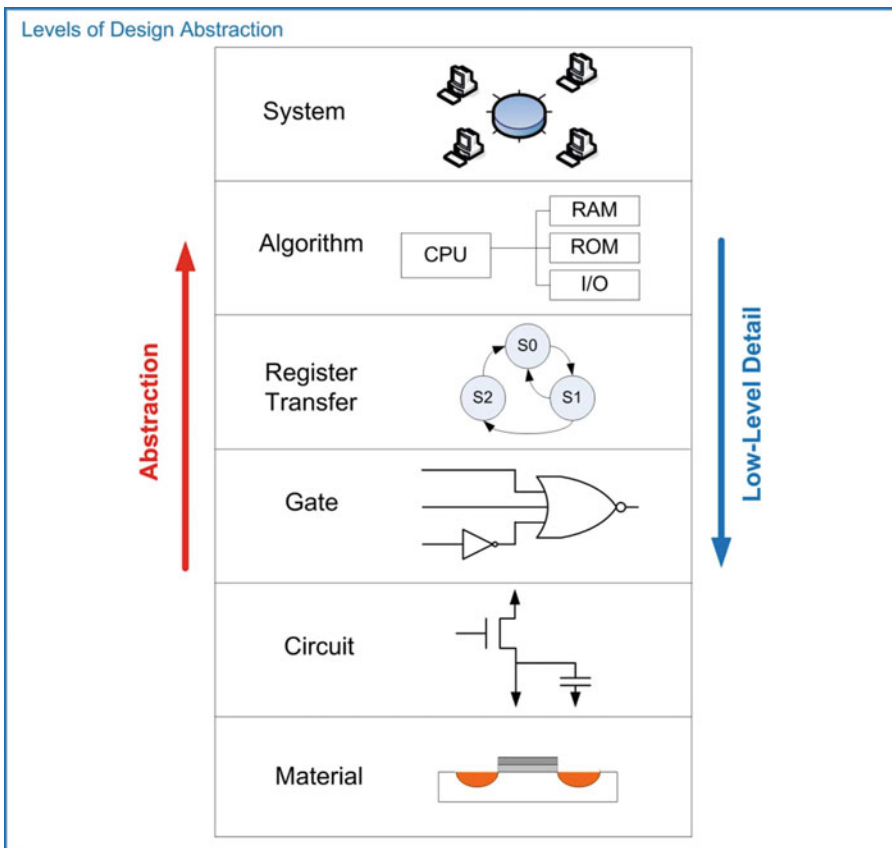 Levels of Design Abstraction
System
Algorithm
CPU
RAM
ROM
I/O
Register
Transfer
S0
S2
S1
Gate
Circuit
Material
Abstraction
Low-Level Detail